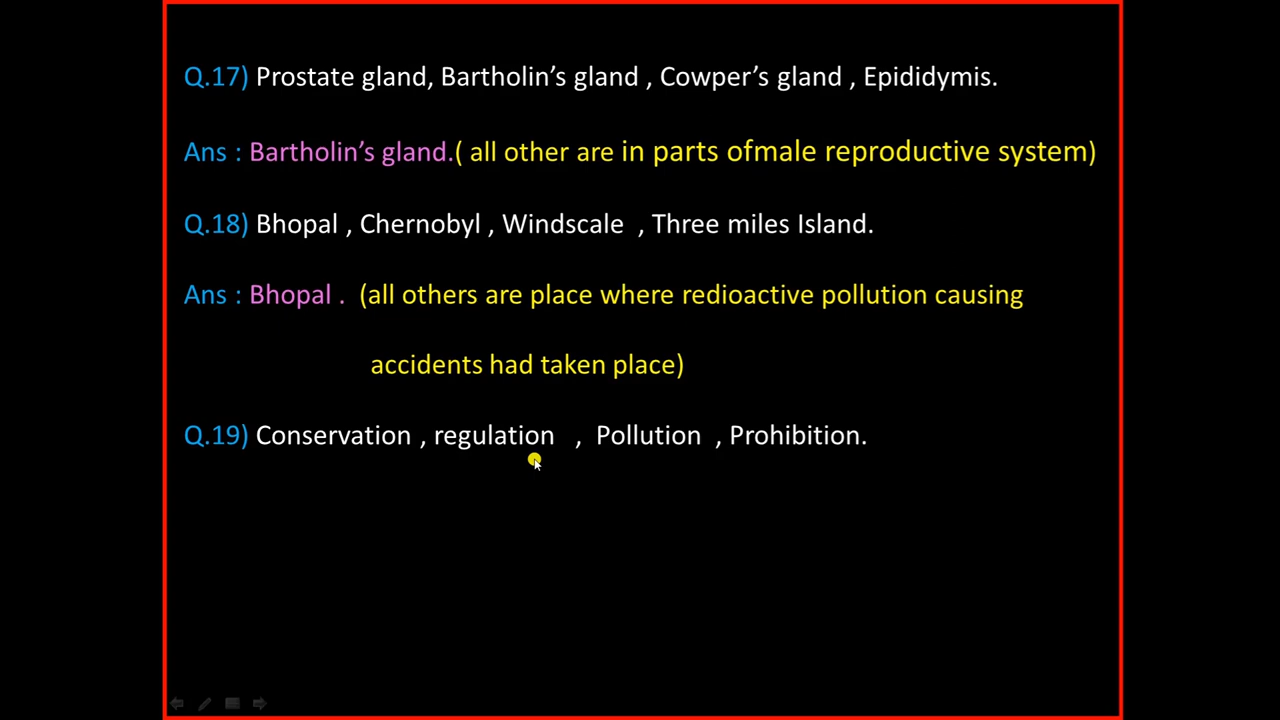 Q.17) Prostate gland, Bartholin’s gland , Cowper’s gland , Epididymis.
Ans : Bartholin’s gland.( all other are in parts ofmale reproductive system)
Q.18) Bhopal , Chernobyl , Windscale , Three miles Island.
Ans : Bhopal . (all others are place where redioactive pollution causing
accidents had taken place)
Q.19) Conservation , regulation , Pollution , Prohibition.